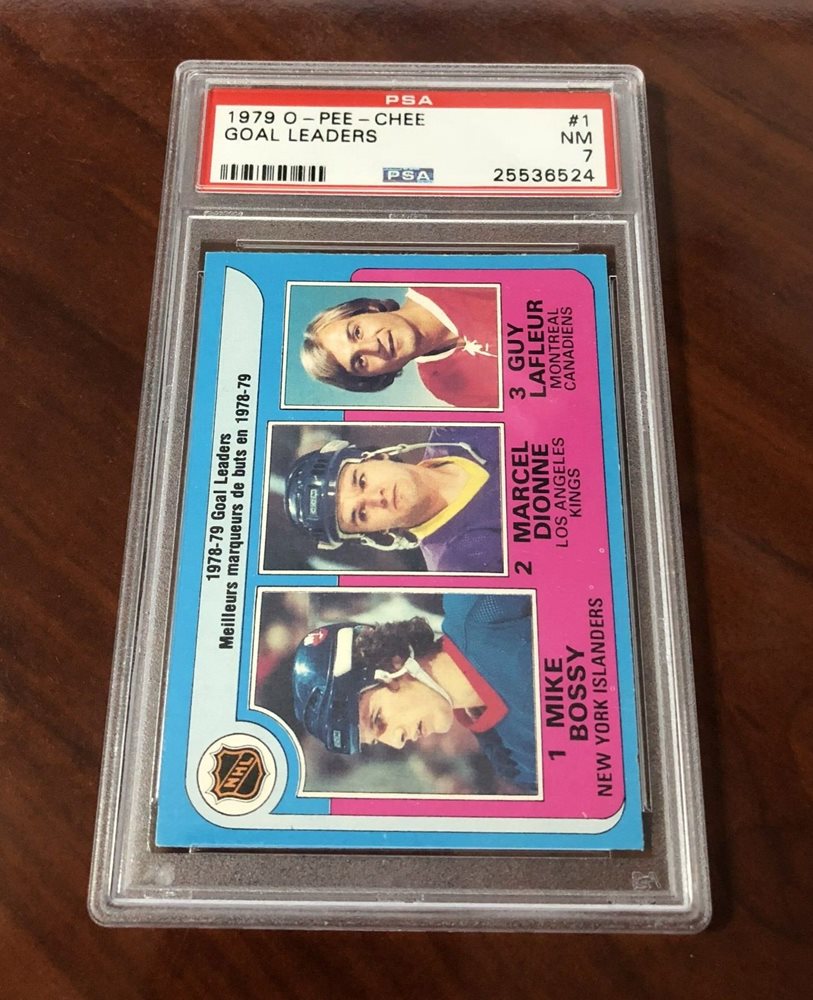 PSA
1979 O-PEE-CHEE #1
GOAL LEADERS NM
7
PSA 25536524
1978-79 Goal Leaders
Meilleurs marqueurs de buts en 1978-79
NHL
1 MIKE
BOSSY
NEW YORK ISLANDERS
2 MARCEL
DIONNE
LOS ANGELES
KINGS
3 GUY
LAFLEUR
MONTREAL
CANADIENS
CCM